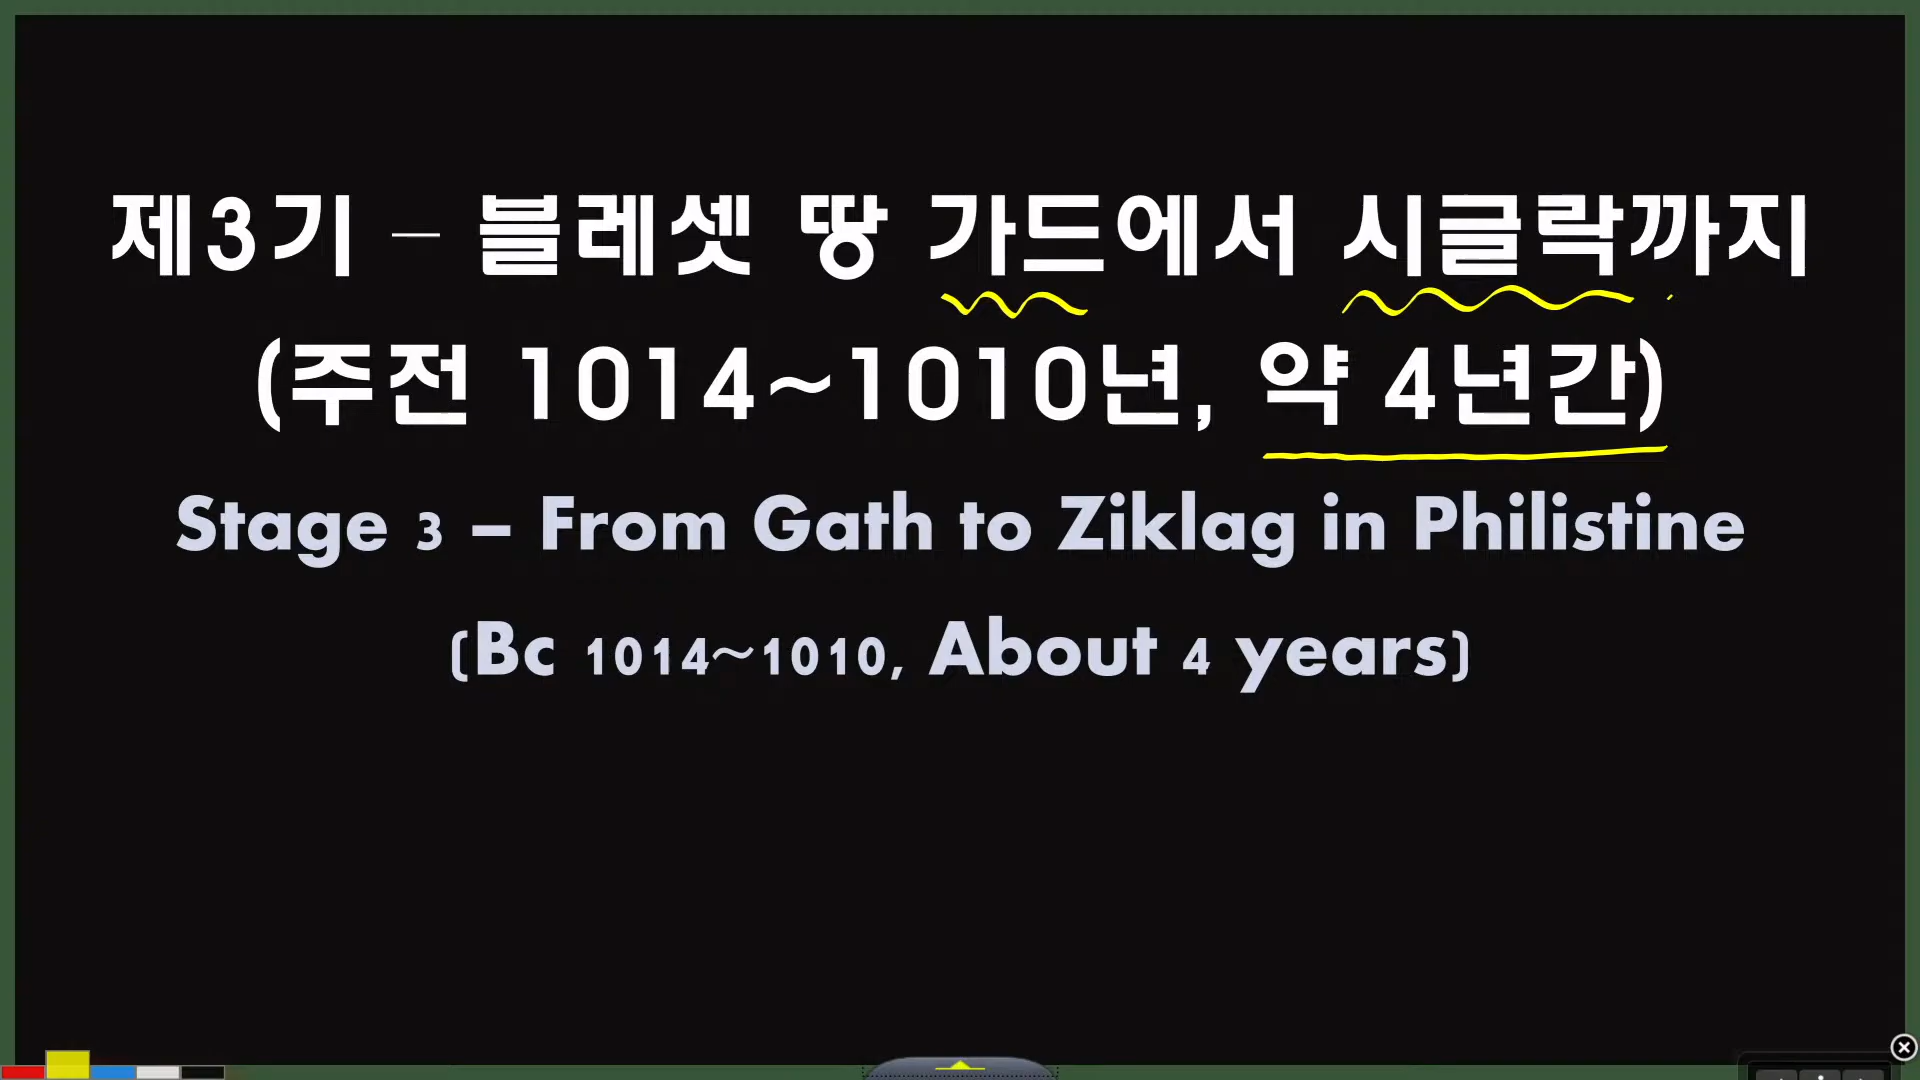 제3기 – 블레셋 땅 가드에서 시글락까지
(주전 1014~1010년, 약 4년간)
Stage 3 – From Gath to Ziklag in Philistine
(Bc 1014~1010, About 4 years)